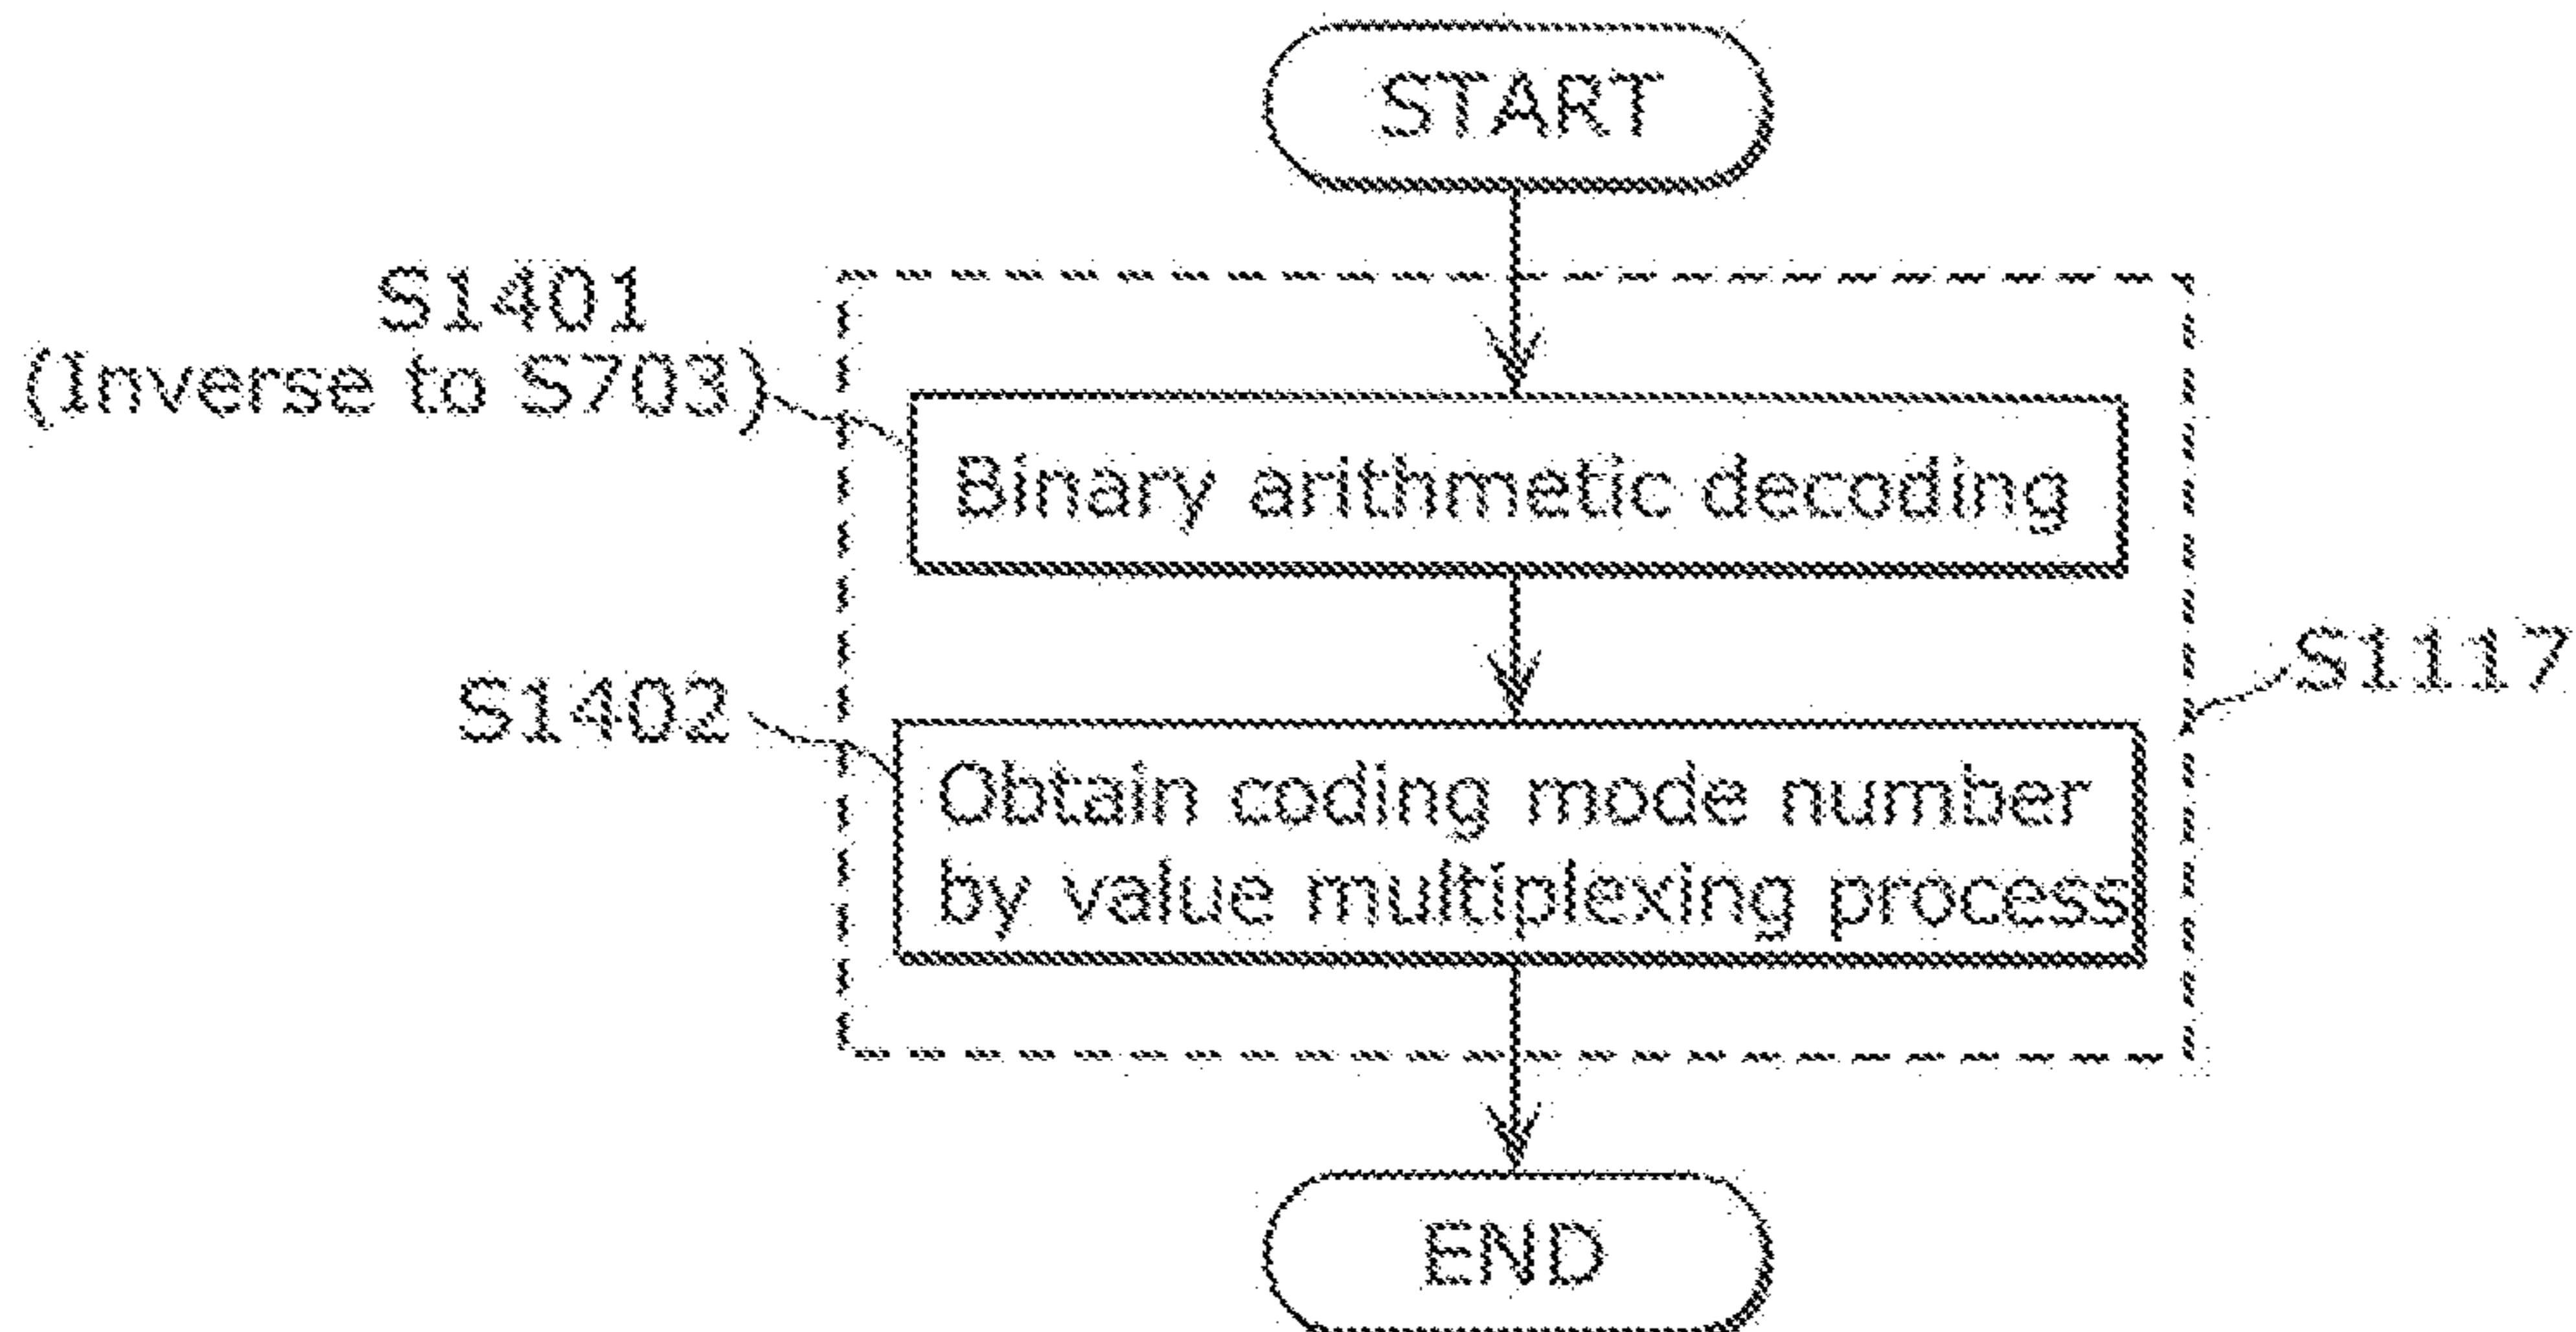 START
S1401
(Inverse to S703)
Binary arithmetic decoding
S1117
S1402
Obtain coding mode number
by value multiplexing process
END